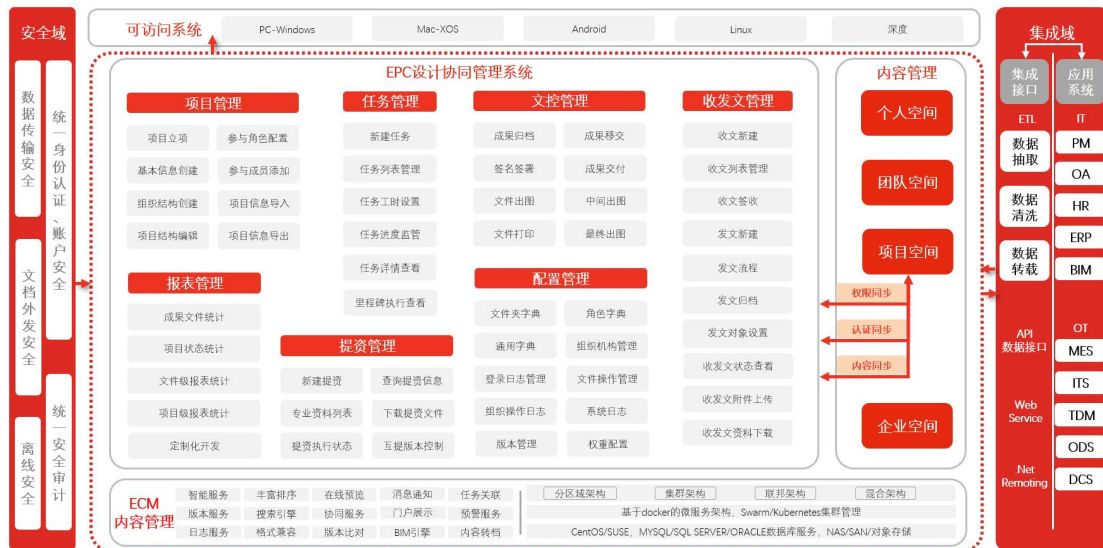 安全域
数据传输安全
文档外发安全
离线安全
统一身份认证、账户安全
统一安全审计
可访问系统
PC-Windows
Mac-XOS
Android
Linux
深度
EPC设计协同管理系统
项目管理
项目立项
参与角色配置
基本信息创建
参与成员添加
组织结构创建
项目信息导入
项目结构编辑
项目信息导出
任务管理
新建任务
任务列表管理
任务工时设置
任务进度监管
任务详情查看
里程碑执行查看
文控管理
成果归档
成果移交
签名签署
成果交付
文件出图
中间出图
文件打印
最终出图
收发文管理
收文新建
收文列表管理
收文签收
发文新建
发文流程
发文归档
发文对象设置
收发文状态查看
收发文附件上传
收发文资料下载
报表管理
成果文件统计
项目状态统计
文件级报表统计
项目级报表统计
定制化开发
提资管理
新建提资
查询提资信息
专业资料列表
下载提资文件
提资执行状态
互提版本控制
配置管理
文件夹字典
角色字典
通用字典
组织机构管理
登录日志管理
文件操作管理
组织操作日志
系统日志
版本管理
权重配置
内容管理
个人空间
团队空间
项目空间
权限同步
认证同步
内容同步
企业空间
ECM
内容管理
智能服务
丰富排序
在线预览
消息通知
任务关联
版本服务
搜索引擎
协同服务
门户展示
预警服务
日志服务
格式兼容
版本比对
BIM引擎
内容转档
分区域架构
集群架构
联邦架构
混合架构
基于docker的微服务架构、Swarm/Kubernetes集群管理
CentOS/SUSE，MYSQL/SQL SERVER/ORACLE数据库服务，NAS/SAN/对象存储
集成域
集成
接口
ETL
数据
抽取
数据
清洗
数据
转载
API
数据接口
Web
Service
.Net
Remoting
应用
系统
IT
PM
OA
HR
ERP
BIM
OT
MES
ITS
TDM
ODS
DCS